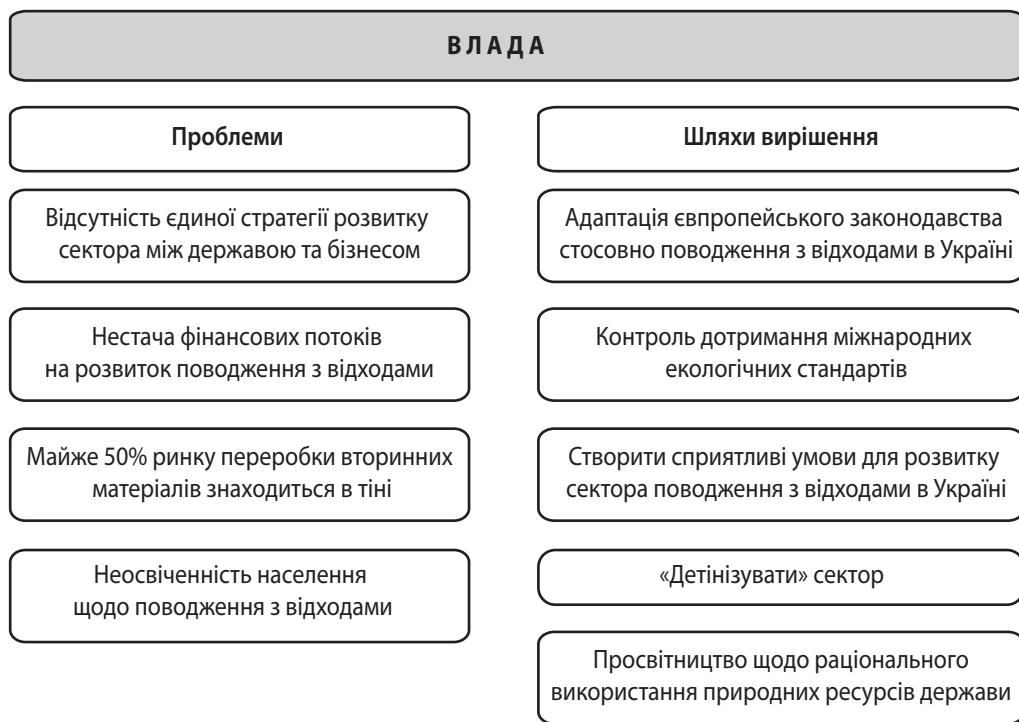 ВЛАДА
Проблеми
Відсутність єдиної стратегії розвитку
сектора між державою та бізнесом
Нестача фінансових потоків
на розвиток поводження з відходами
Майже 50% ринку переробки вторинних
матеріалів знаходиться в тіні
Неосвіченність населення
щодо поводження з відходами
Шляхи вирішення
Адаптація європейського законодавства
стосовно поводження з відходами в Україні
Контроль дотримання міжнародних
екологічних стандартів
Створити сприятливі умови для розвитку
сектора поводження з відходами в Україні
«Детінізувати» сектор
Просвітництво щодо раціонального
використання природних ресурсів держави